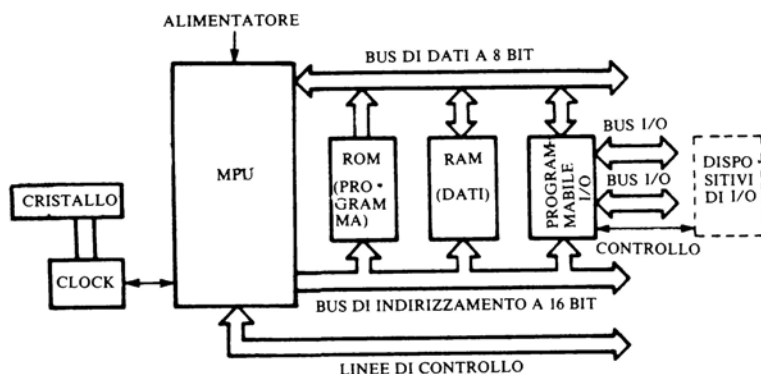 ALIMENTATORE
BUS DI DATI A 8 BIT
MPU
ROM
(PRO•
GRAM
MA)
RAM
(DATI)
PROGRAM-
MABILE
I/O
BUS I/O
BUS I/O
DISPO-
SITIVI
DI I/O
CONTROLLO
CRISTALLO
CLOCK
BUS DI INDIRIZZAMENTO A 16 BIT
LINEE DI CONTROLLO